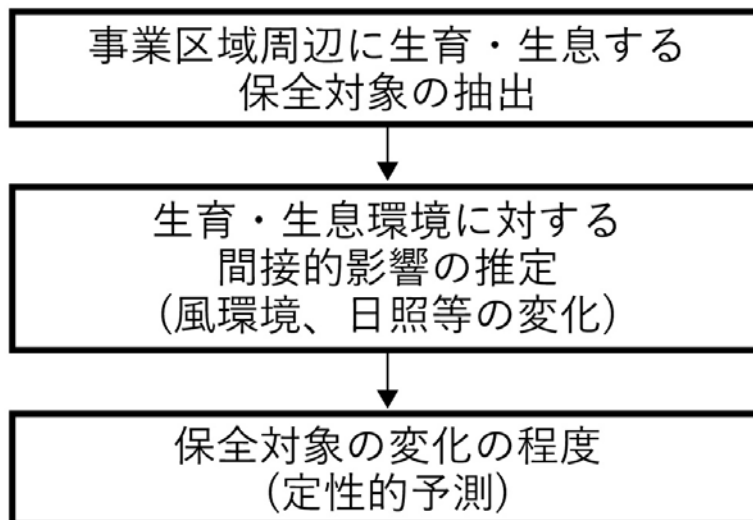 事業区域周辺に生育・生息する
保全対象の抽出
生育・生息環境に対する
間接的影響の推定
(風環境、日照等の変化)
保全対象の変化の程度
(定性的予測)